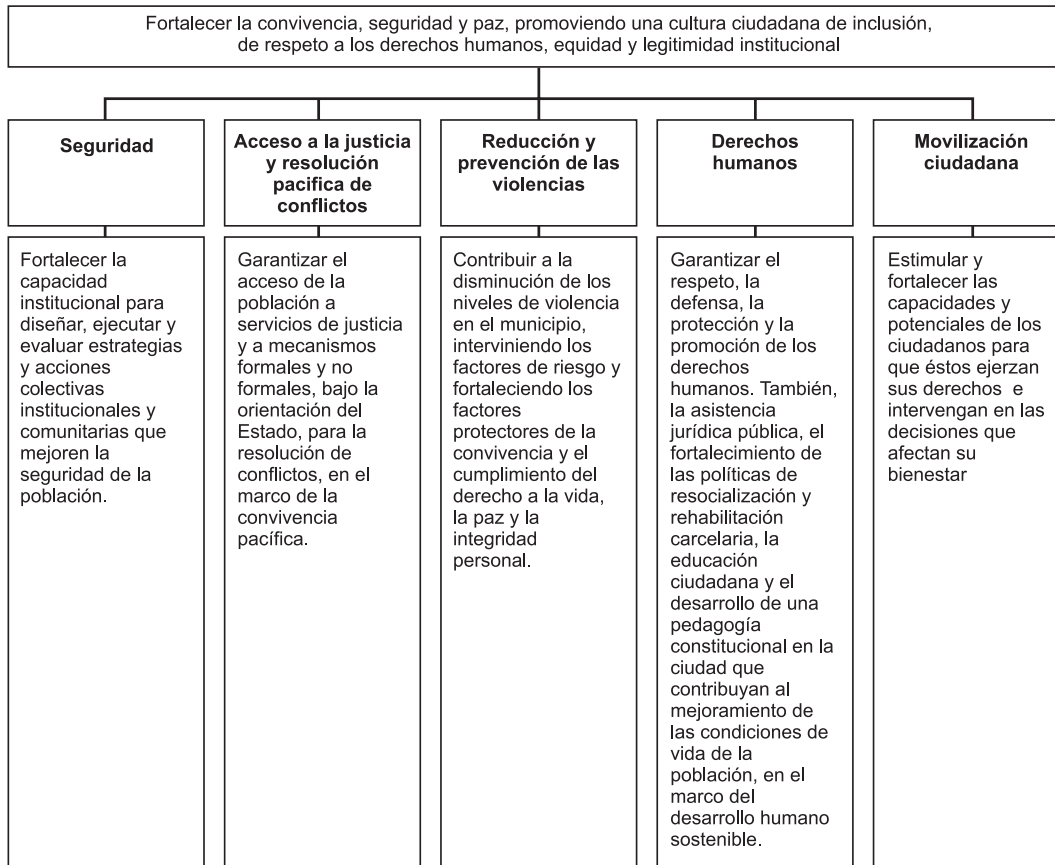 Fortalecer la convivencia, seguridad y paz, promoviendo una cultura ciudadana de inclusión,
de respeto a los derechos humanos, equidad y legitimidad institucional
Seguridad
Acceso a la justicia
y resolución
pacifica de
conflictos
Reducción y
prevención de las
violencias
Derechos
humanos
Movilización
ciudadana
Fortalecer la
capacidad
institucional para
diseñar, ejecutar y
evaluar estrategias
y acciones
colectivas
institucionales y
comunitarias que
mejoren la
seguridad de la
población.
Garantizar el
acceso de la
población a
servicios de justicia
y a mecanismos
formales y no
formales, bajo la
orientación del
Estado, para la
resolución de
conflictos, en el
marco de la
convivencia
pacífica.
Contribuir a la
disminución de los
niveles de violencia
en el municipio,
interviniendo los
factores de riesgo y
fortaleciendo los
factores
protectores de la
convivencia y el
cumplimiento del
derecho a la vida,
la paz y la
integridad
personal.
Garantizar el
respeto, la
defensa, la
protección y la
promoción de los
derechos
humanos. También,
la asistencia
jurídica pública, el
fortalecimiento de
las políticas de
resocialización y
rehabilitación
carcelaria, la
educación
ciudadana y el
desarrollo de una
pedagogía
constitucional en la
ciudad que
contribuyan al
mejoramiento de
las condiciones de
vida de la
población, en el
marco del
desarrollo humano
sostenible.
Estimular y
fortalecer las
capacidades y
potenciales de los
ciudadanos para
que éstos ejerzan
sus derechos e
intervengan en las
decisiones que
afectan su
bienestar